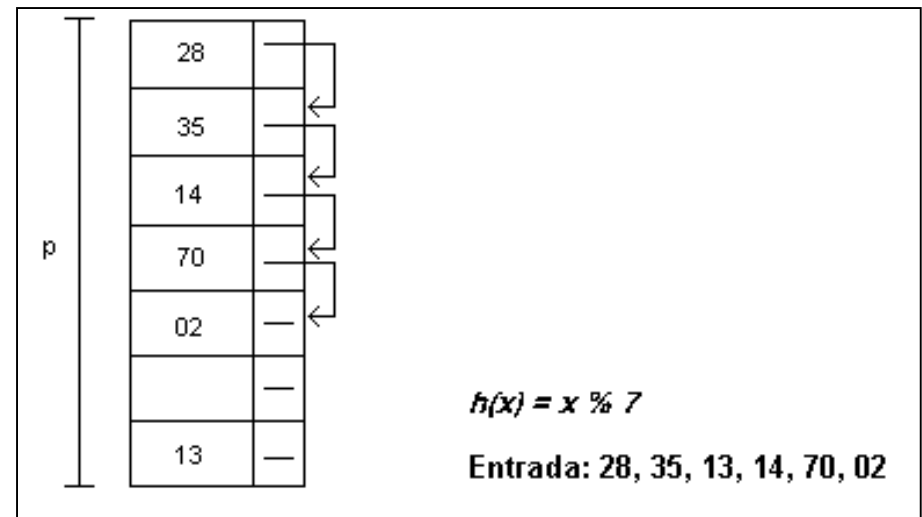 28
35
14
p
70
02
h(x) = x % 7
13
Entrada: 28, 35, 13, 14, 70, 02